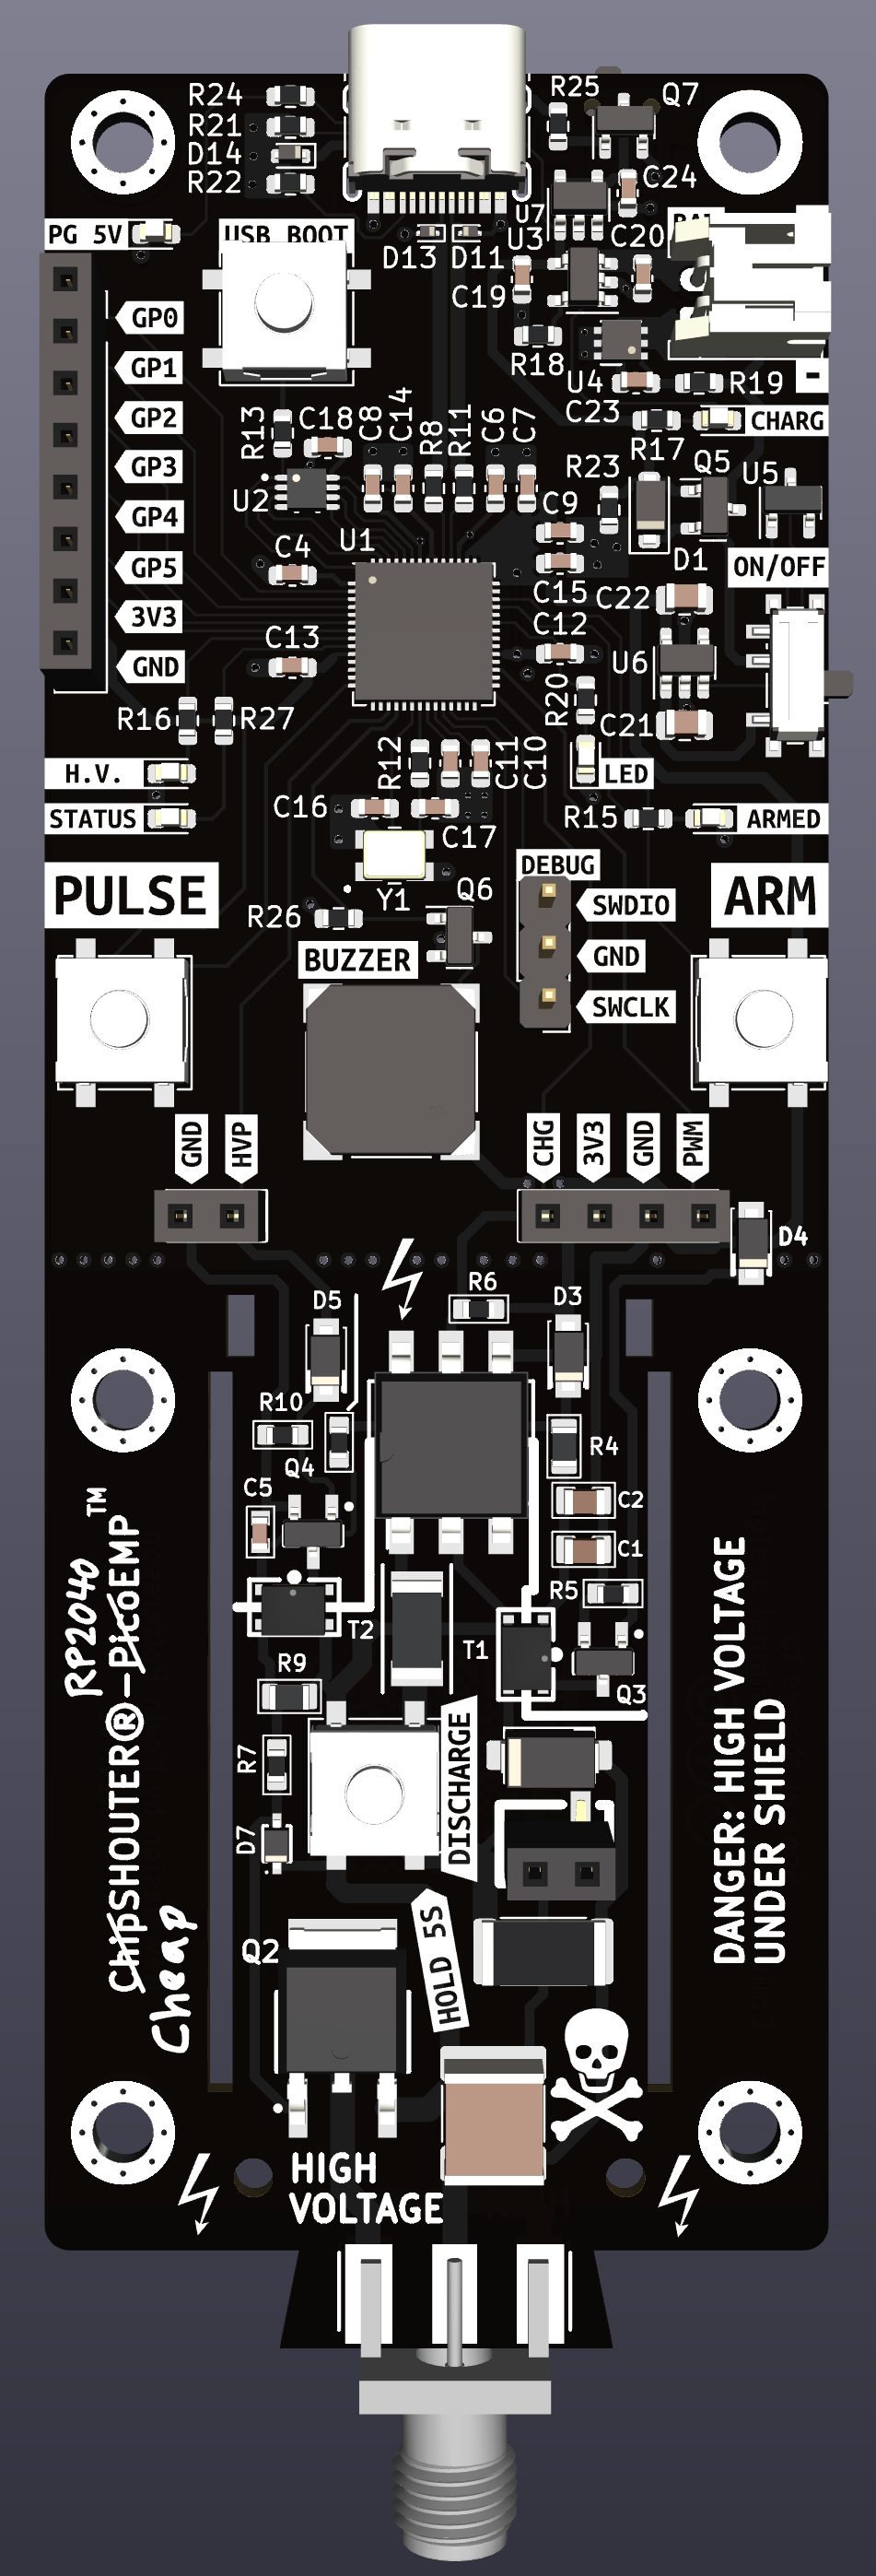 R24
R21
D14
R22
R25
Q7
C24
U7
U3
PG 5V
USB BOOT
D13
D11
C20
C19
GP0
GP1
GP2
GP3
GP4
GP5
3V3
GND
R18
U4
R19
-
C23
CHARG
R13
C18
C8
C14
R8
R11
C6
C7
R17
R23
Q5
U5
U2
C9
U1
D1
ON/OFF
C4
C15
C22
C13
C12
U6
R16
R27
R20
C21
H.V.
R12
C11
C10
LED
STATUS
C16
C17
R15
ARMED
Y1
DEBUG
PULSE
Q6
SWDIO
ARM
R26
BUZZER
GND
SWCLK
GND
HVP
CHG
3V3
GND
PWM
D4
R6
D5
D3
R10
Q4
R4
C5
C2
C1
R5
T2
T1
Q3
R9
R7
D7
DISCHARGE
RP2040 ™
ChipSHOUTER®-PicoEMP
Cheap
DANGER: HIGH VOLTAGE
UNDER SHIELD
Q2
HOLD 5S
HIGH
VOLTAGE